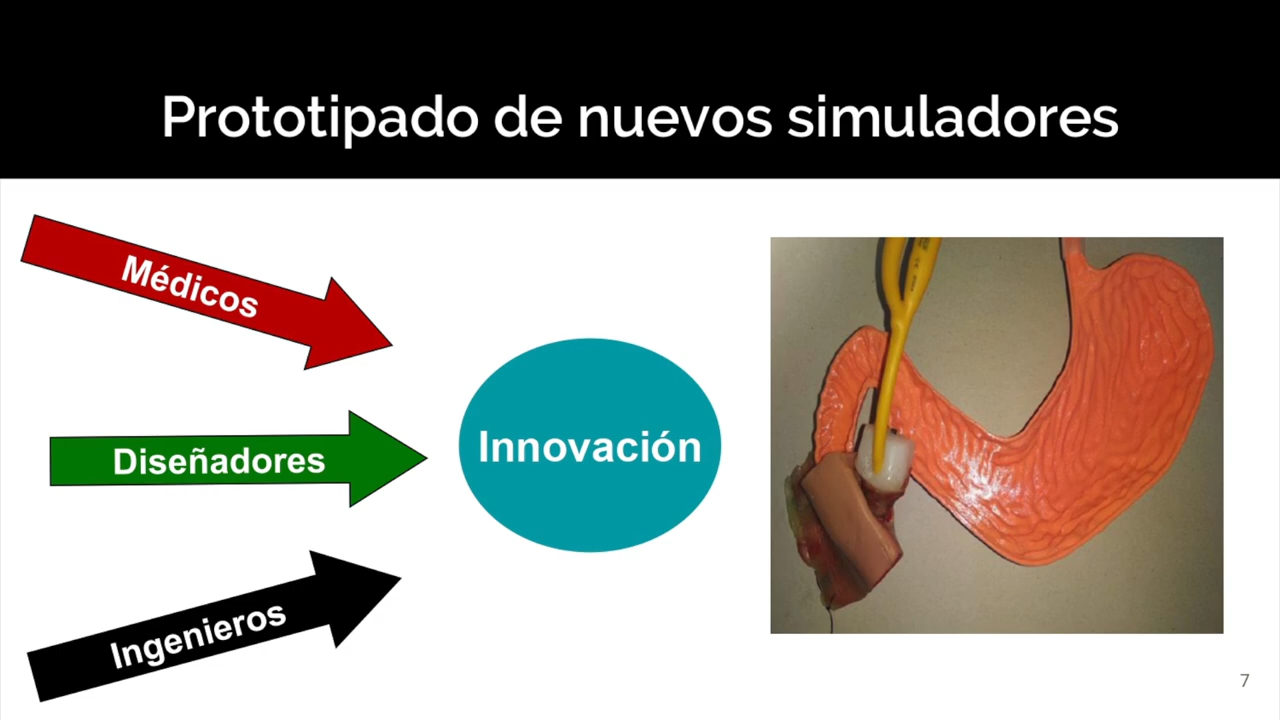 Prototipado de nuevos simuladores
Médicos
Diseñadores
Innovación
Ingenieros
7